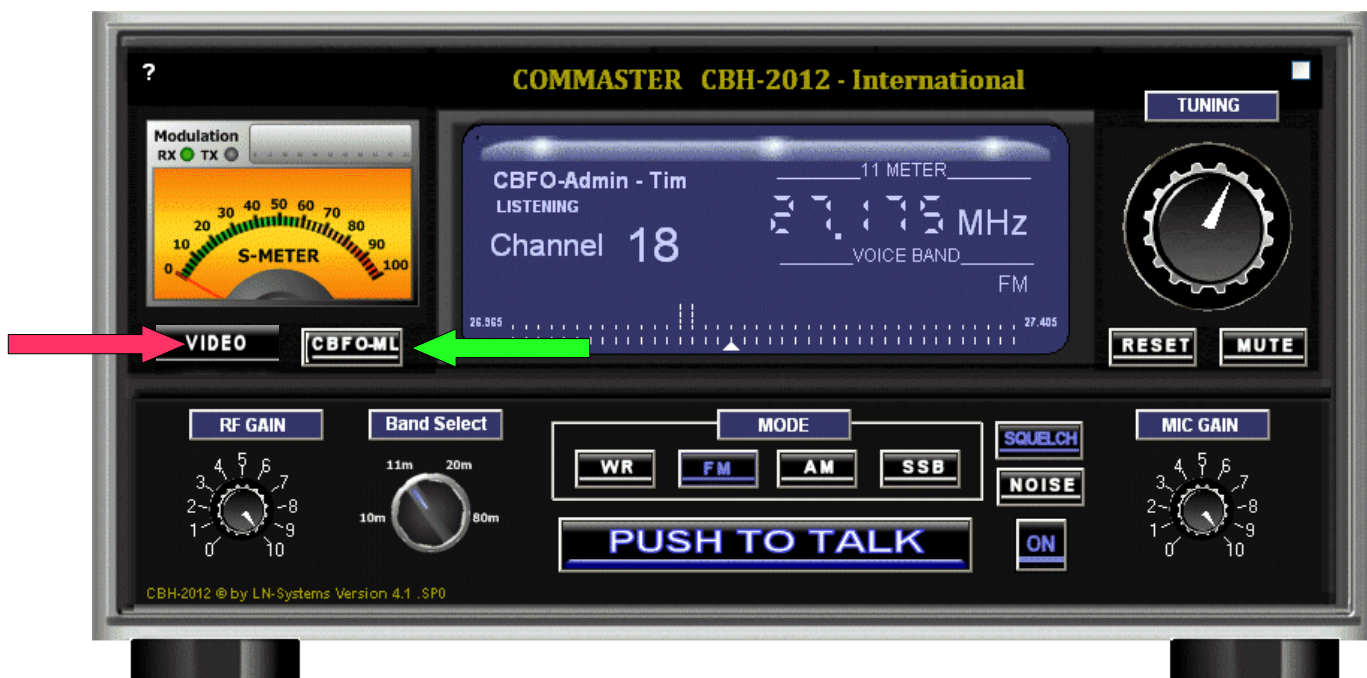 ?
COMMASTER CBH-2012 - International
TUNING
Modulation
RX TX
0 10 20 30 40 50 60 70 80 90 100
S-METER
CBFO-Admin - Tim
LISTENING
Channel 18
11 METER
27.175 MHz
VOICE BAND
FM
26.965 27.405
VIDEO
CBFO-ML
RESET
MUTE
RF GAIN
0 1 2 3 4 5 6 7 8 9 10
Band Select
10m 11m 20m 80m
MODE
WR FM AM SSB
SQUELCH
NOISE
PUSH TO TALK
ON
MIC GAIN
0 1 2 3 4 5 6 7 8 9 10
CBH-2012 © by LN-Systems Version 4.1 .SP0